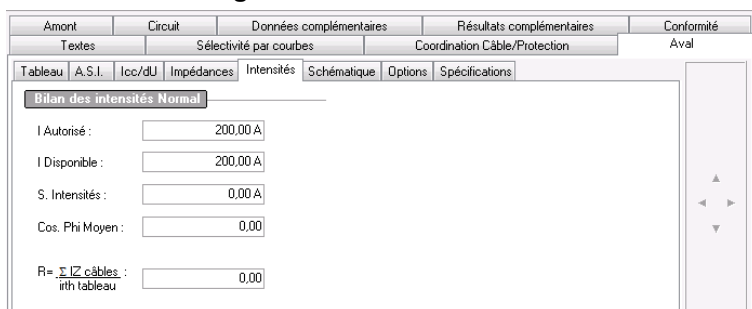 Amont Circuit Données complémentaires Résultats complémentaires Conformité
Textes Sélectivité par courbes Coordination Câble/Protection Aval
Tableau A.S.I. Icc/dU Impédances Intensités Schématique Options Spécifications
Bilan des intensités Normal
I Autorisé : 200,00 A
I Disponible : 200,00 A
S. Intensités : 0,00 A
Cos. Phi Moyen : 0,00
R= Σ IZ câbles : 0,00
irth tableau